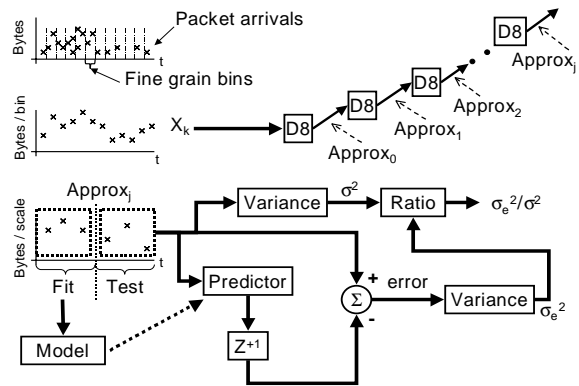 Bytes
Packet arrivals
t
Fine grain bins
D8
Approxj
D8
Approx2
D8
Approx1
D8
Approx0
Bytes / bin
Xk
t
Approxj
Bytes / scale
t
Fit
Test
Variance
σ²
Ratio
σe²/σ²
Predictor
+
Σ
-
error
Variance
σe²
Model
Z+1